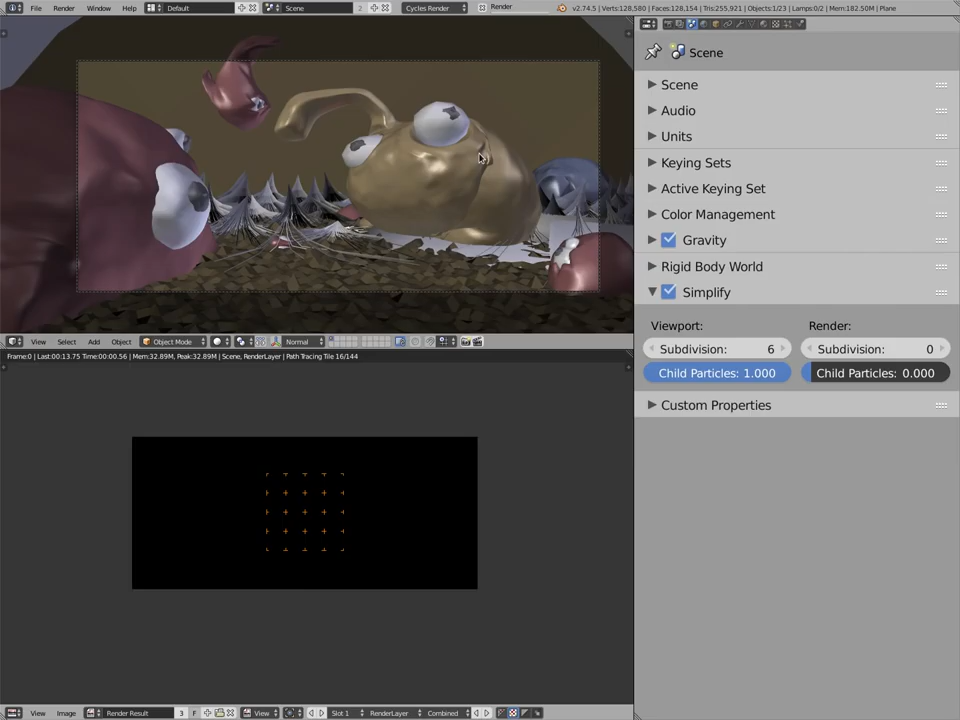 File Render Window Help Default Scene 2 Cycles Render Render v2.74.5 | Verts:128,580 | Faces:128,154 | Tris:255,921 | Objects:1/23 | Lamps:0/2 | Mem:182.50M | Plane
Scene
Scene
Audio
Units
Keying Sets
Active Keying Set
Color Management
Gravity
Rigid Body World
Simplify
Viewport: Render:
Subdivision: 6 Subdivision: 0
Child Particles: 1.000 Child Particles: 0.000
Custom Properties
View Select Add Object Object Mode Normal
Frame:0 | Last:00:13.75 Time:00:00.56 | Mem:32.89M, Peak:32.89M | Scene, RenderLayer | Path Tracing Tile 16/144
View Image Render Result 3 F View Slot 1 RenderLayer Combined